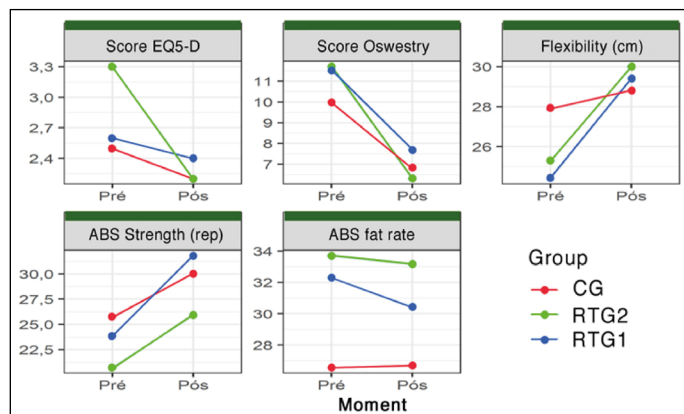 Score EQ5-D
3,3
3,0
2,7
2,4
Pré
Pós
Score Oswestry
11
10
9
8
7
Pré
Pós
Flexibility (cm)
30
28
26
Pré
Pós
ABS Strength (rep)
30,0
27,5
25,0
22,5
Pré
Pós
ABS fat rate
34
32
30
28
Pré
Pós
Moment
Group
CG
RTG2
RTG1